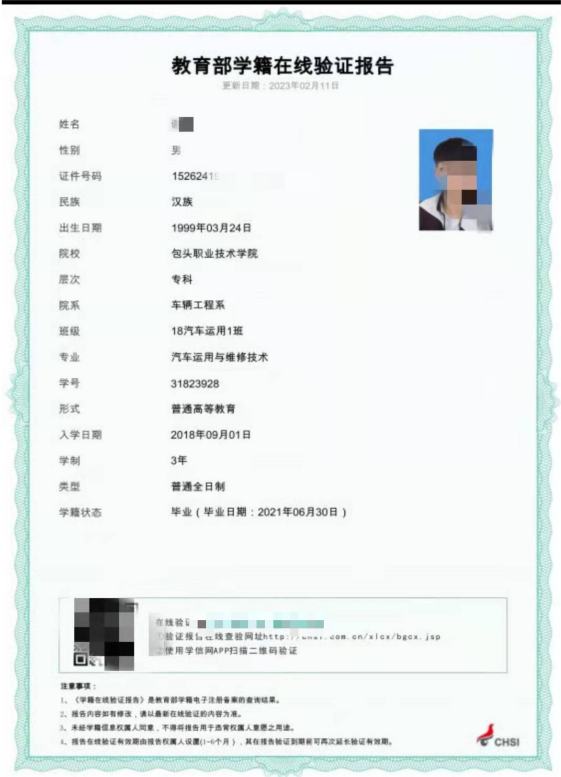 教育部学籍在线验证报告
更新日期：2023年02月11日
姓名
性别 男
证件号码 1526241
民族 汉族
出生日期 1999年03月24日
院校 包头职业技术学院
层次 专科
院系 车辆工程系
班级 18汽车运用1班
专业 汽车运用与维修技术
学号 31823928
形式 普通高等教育
入学日期 2018年09月01日
学制 3年
类型 普通全日制
学籍状态 毕业（毕业日期：2021年06月30日）
在线验证
验证报告在线查验网址http://chsi.com.cn/xlcx/bgcx.jsp
使用学信网APP扫描二维码验证
注意事项：
1、《学籍在线验证报告》是教育部学籍电子注册备案的查询结果。
2、报告内容如有修改，请以最新在线验证的内容为准。
3、未经学籍信息权属人同意，不得将报告用于违背权属人意愿之用途。
4、报告在线验证有效期由报告权属人设置(1~6个月)，其在报告验证到期前可再次延长验证有效期。
CHSI